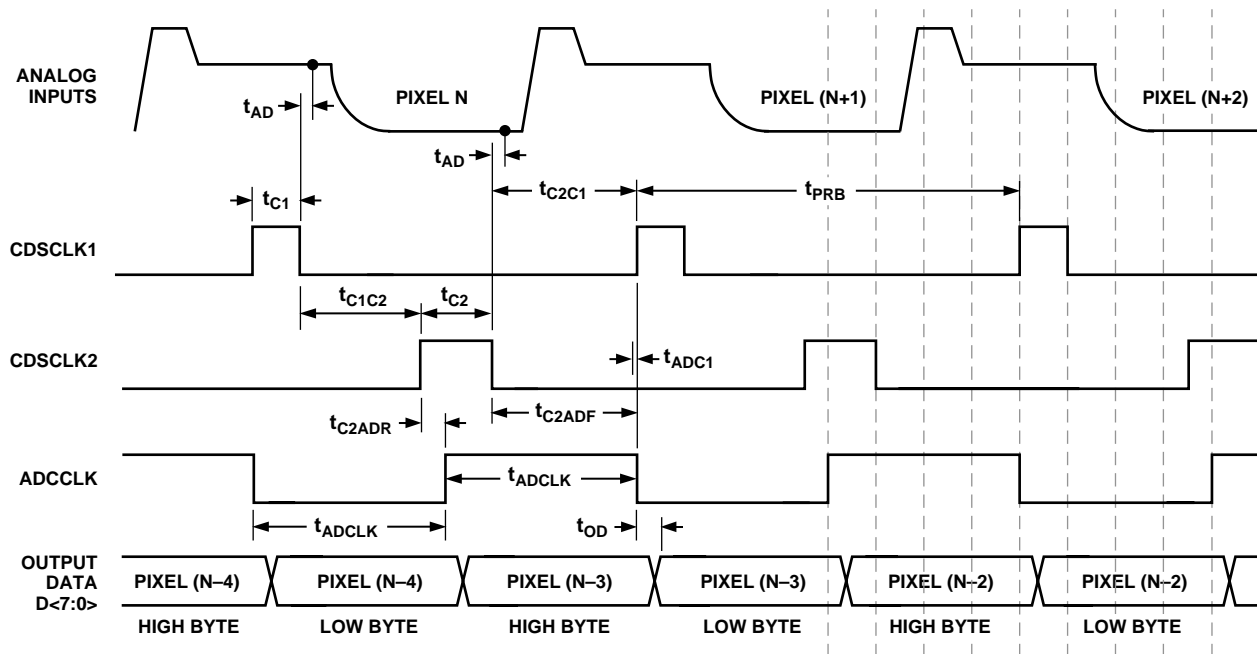 ANALOG
INPUTS
PIXEL N
PIXEL (N+1)
PIXEL (N+2)
tAD
tAD
tC1
tC2C1
tPRB
CDSCLK1
tC1C2
tC2
CDSCLK2
tADC1
tC2ADR
tC2ADF
ADCCLK
tADCLK
tADCLK
tOD
OUTPUT
DATA
D<7:0>
PIXEL (N–4)
PIXEL (N–4)
PIXEL (N–3)
PIXEL (N–3)
PIXEL (N–2)
PIXEL (N–2)
HIGH BYTE
LOW BYTE
HIGH BYTE
LOW BYTE
HIGH BYTE
LOW BYTE